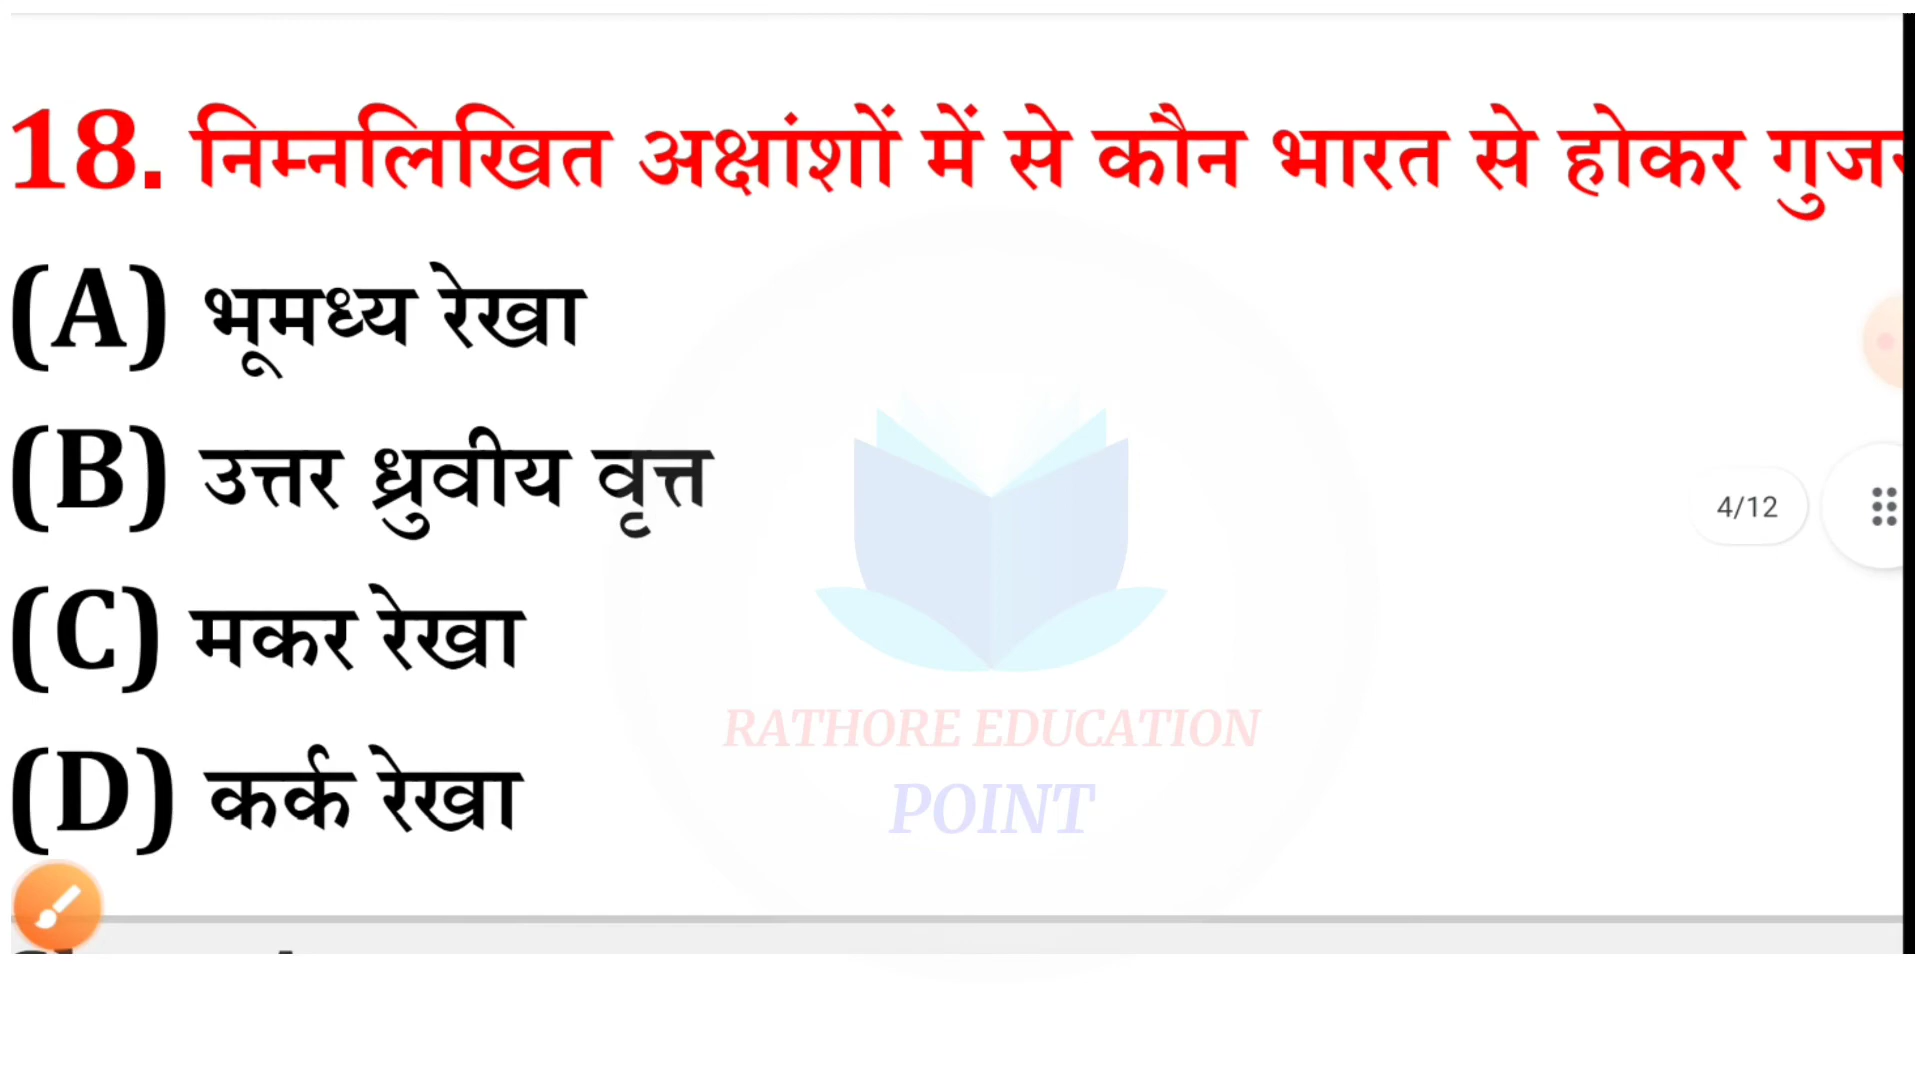 18. निम्नलिखित अक्षांशों में से कौन भारत से होकर
(A) भूमध्य रेखा
(B) उत्तर ध्रुवीय वृत्त
4/12
(C) मकर रेखा
RATHORE EDUCATION
POINT
(D) कर्क रेखा